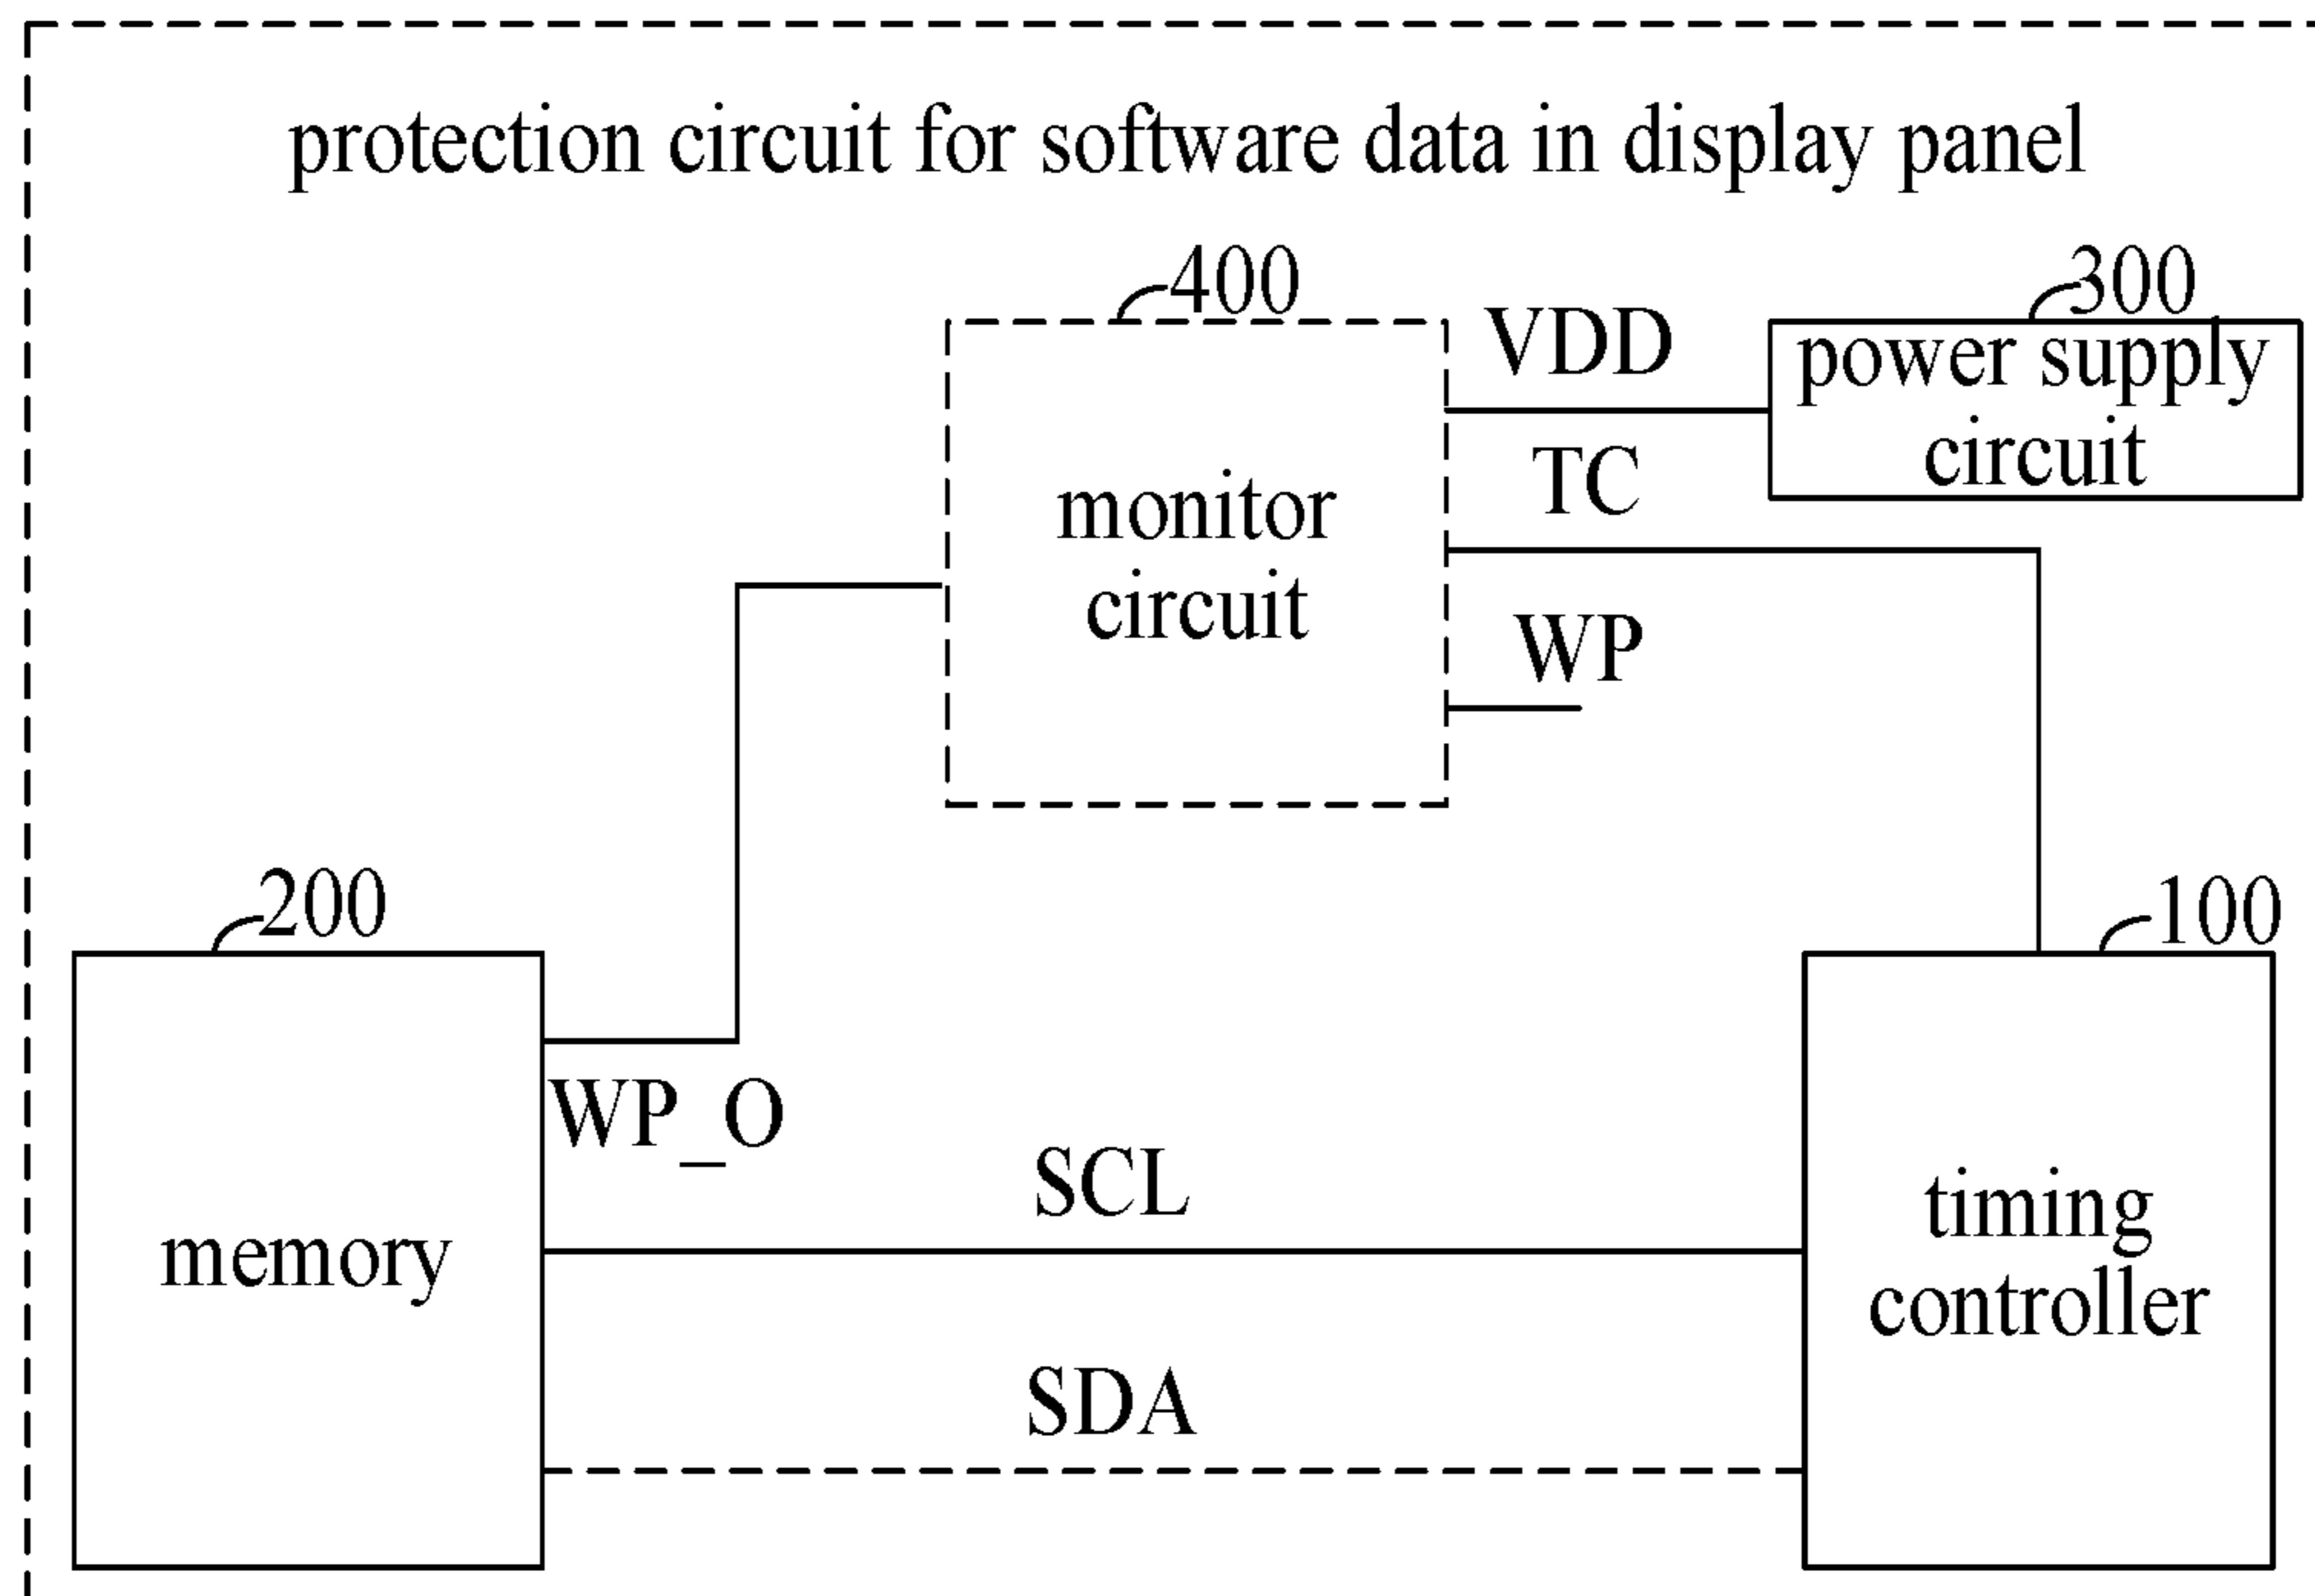 protection circuit for software data in display panel
400
300
VDD
power supply
circuit
TC
monitor
circuit
WP
200
100
WP_O
SCL
timing
controller
memory
SDA